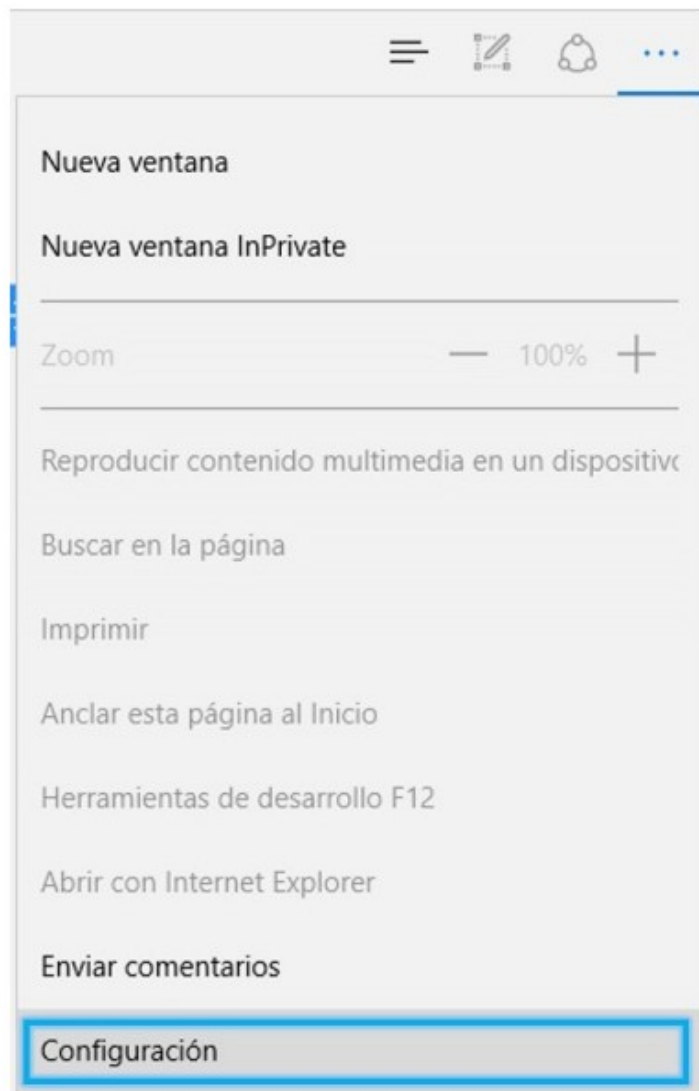 Nueva ventana
Nueva ventana InPrivate
Zoom 100%
Reproducir contenido multimedia en un
Buscar en la página
Imprimir
Anclar esta página al Inicio
Herramientas de desarrollo F12
Abrir con Internet Explorer
Enviar comentarios
Configuración